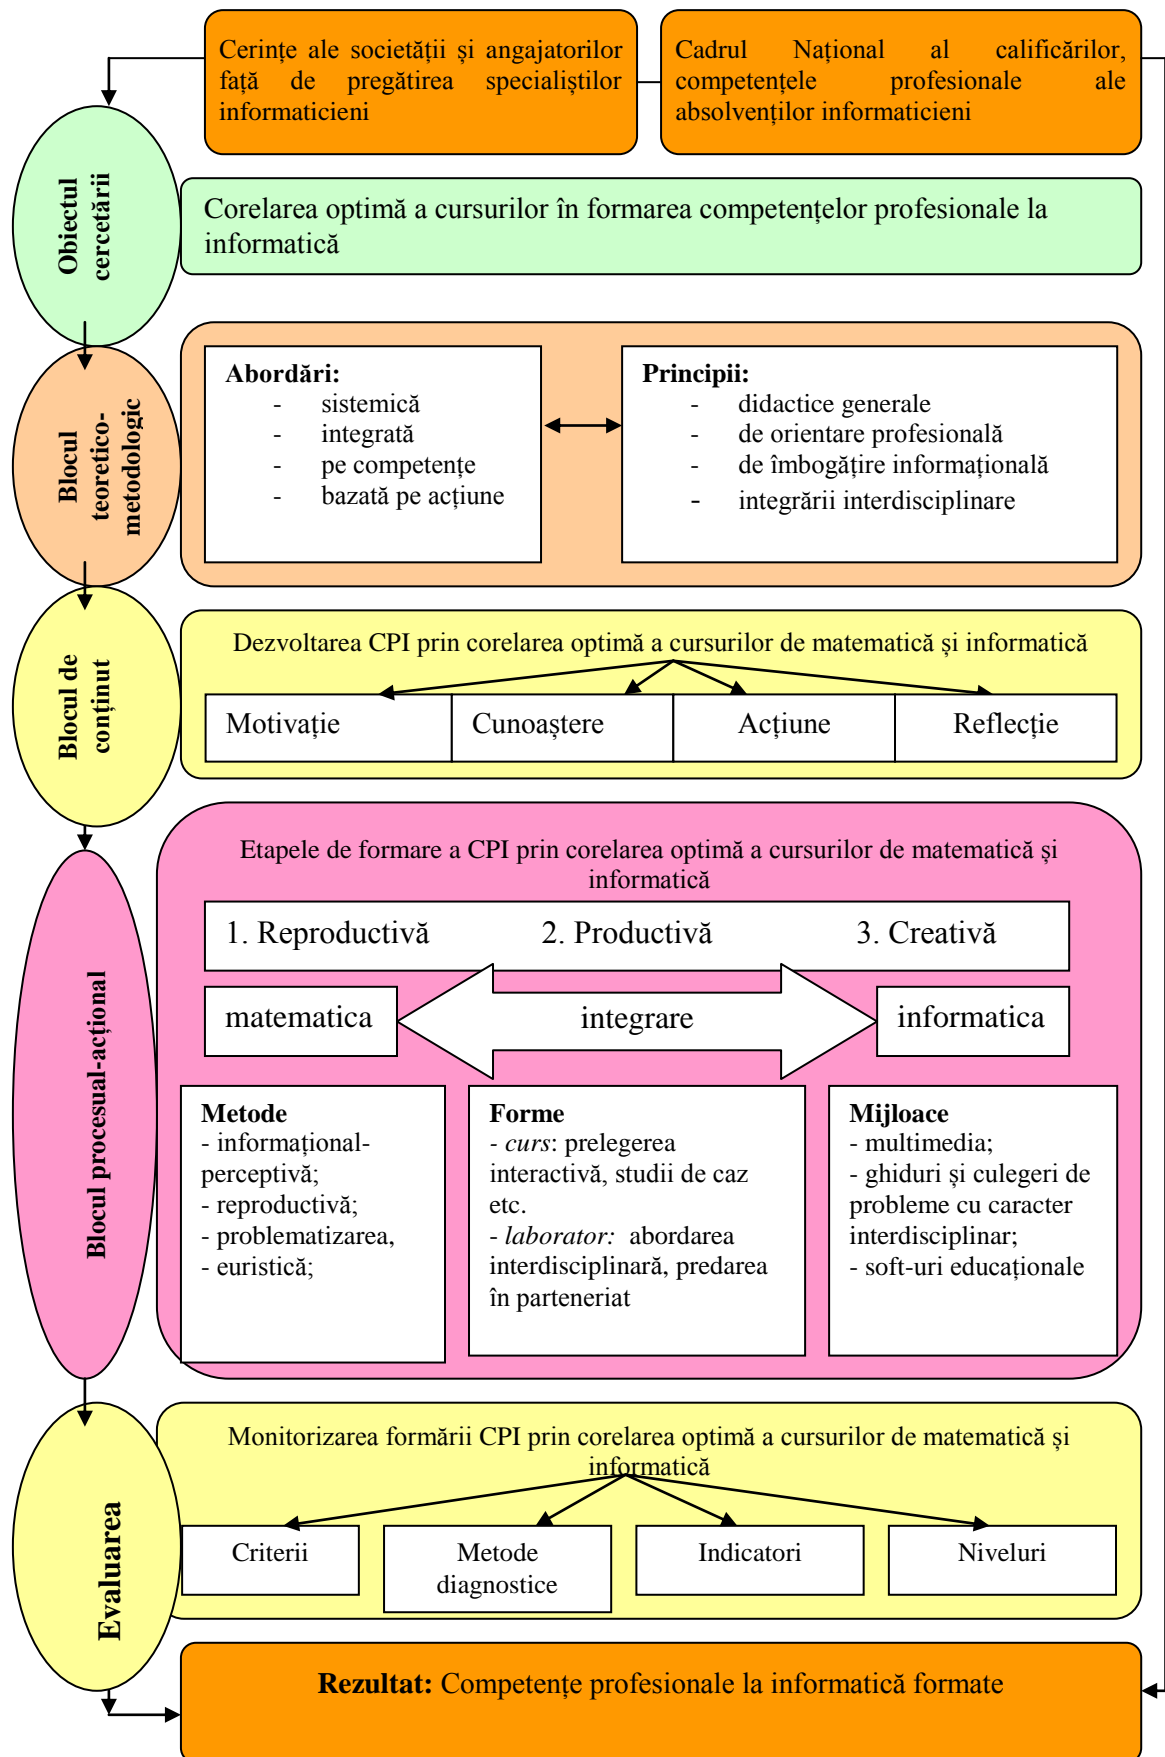 Cerințe ale societății și angajatorilor
față de pregătirea specialiștilor
informaticieni
Cadrul Național al calificărilor,
competențele profesionale ale
absolvenților informaticieni
Obiectul
cercetării
Corelarea optimă a cursurilor în formarea competențelor profesionale la
informatică
Blocul
teoretico-
metodologic
Abordări:
- sistemică
- integrată
- pe competențe
- bazată pe acțiune
Principii:
- didactice generale
- de orientare profesională
- de îmbogățire informațională
- integrării interdisciplinare
Blocul de
conținut
Dezvoltarea CPI prin corelarea optimă a cursurilor de matematică și informatică
Motivație
Cunoaștere
Acțiune
Reflecție
Blocul procesual-acțional
Etapele de formare a CPI prin corelarea optimă a cursurilor de matematică și
informatică
1. Reproductivă 2. Productivă 3. Creativă
matematica
integrare
informatica
Metode
- informațional-
perceptivă;
- reproductivă;
- problematizarea,
- euristică;
Forme
- curs: prelegerea
interactivă, studii de caz
etc.
- laborator: abordarea
interdisciplinară, predarea
în parteneriat
Mijloace
- multimedia;
- ghiduri și culegeri de
probleme cu caracter
interdisciplinar;
- soft-uri educaționale
Evaluarea
Monitorizarea formării CPI prin corelarea optimă a cursurilor de matematică și
informatică
Criterii
Metode
diagnostice
Indicatori
Niveluri
Rezultat: Competențe profesionale la informatică formate